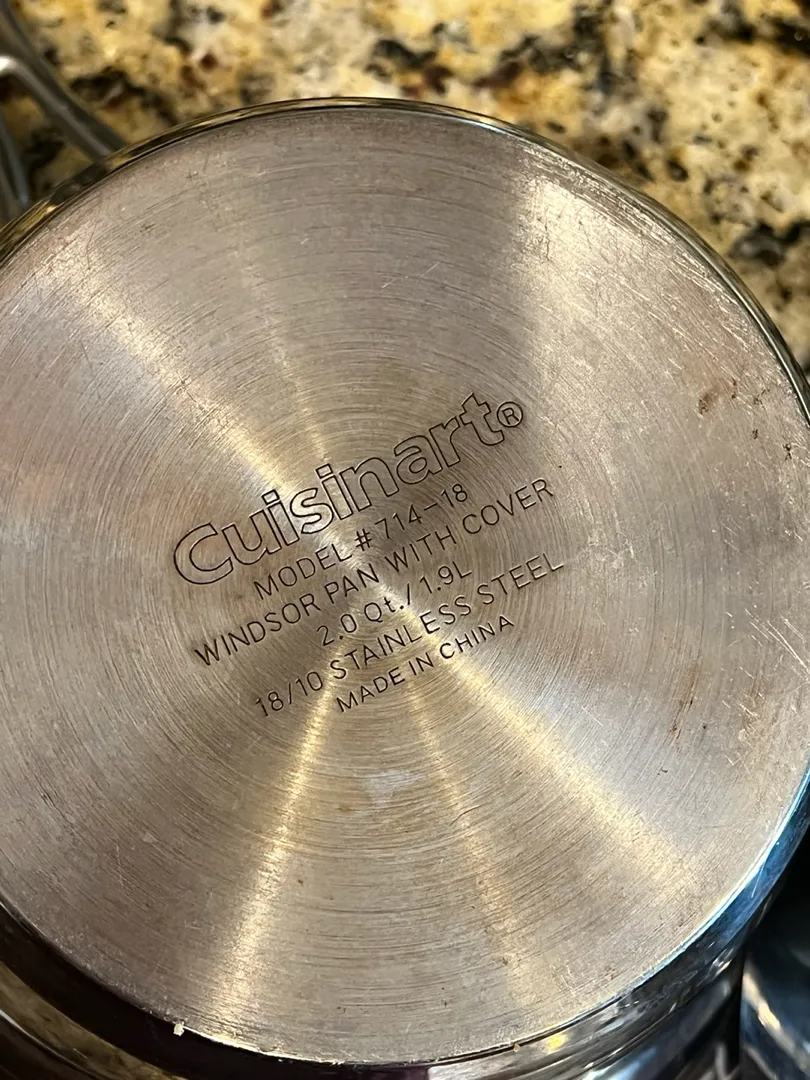 Cuisinart®
MODEL # 714-18
WINDSOR PAN WITH COVER
2.0 Qt./1.9L
18/10 STAINLESS STEEL
MADE IN CHINA